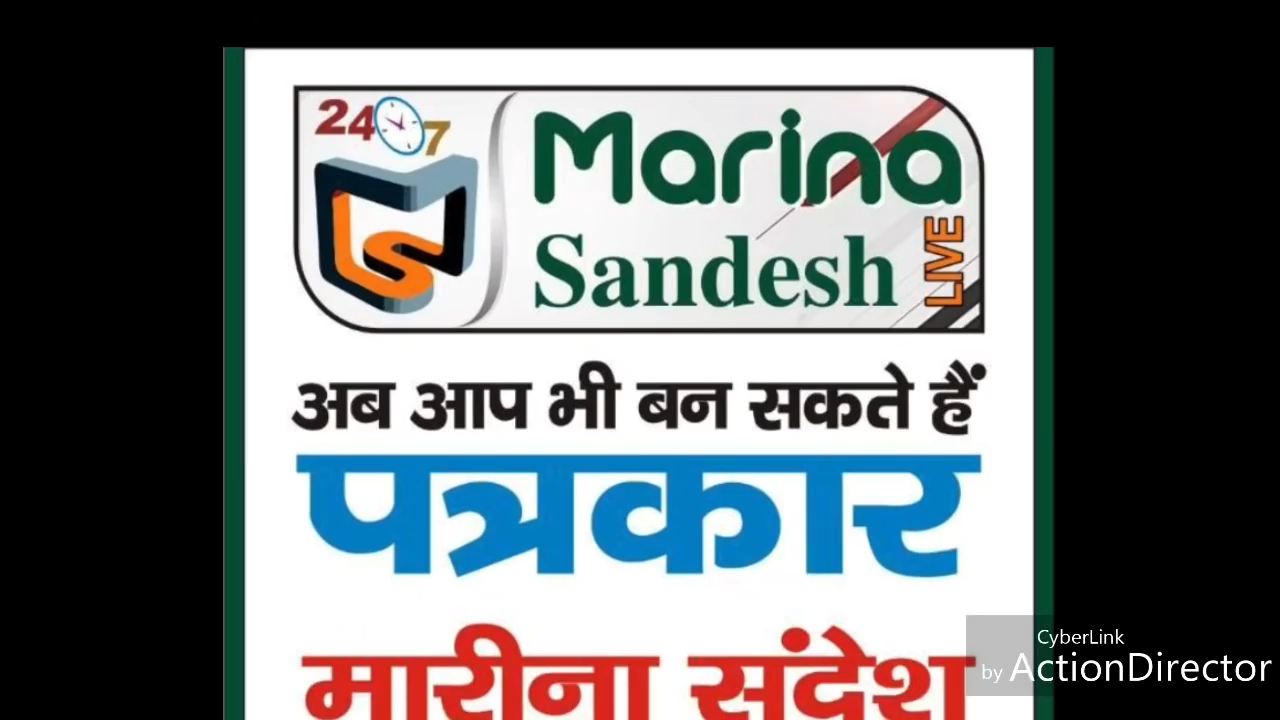 24 7
Marina
Sandesh
LIVE
अब आप भी बन सकते हैं
पत्रकार
मारीना संदेश
CyberLink
by ActionDirector